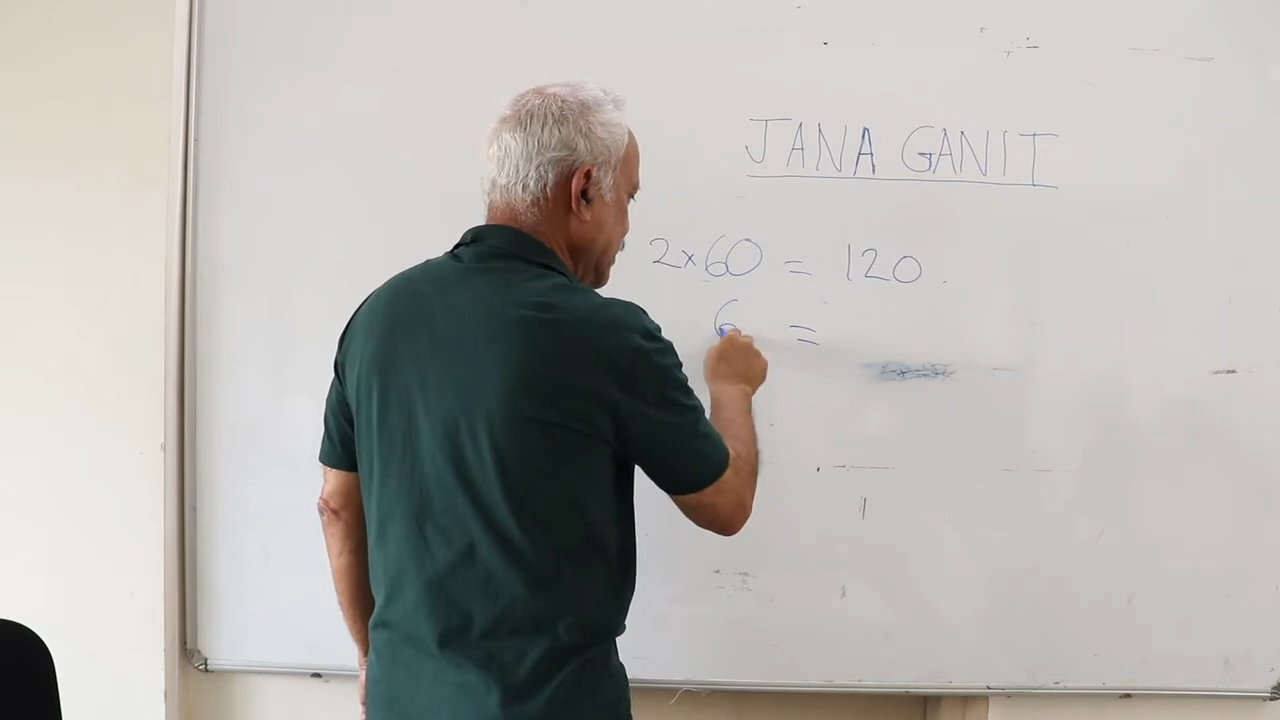 JANA GANIT
2×60 = 120.
6 =